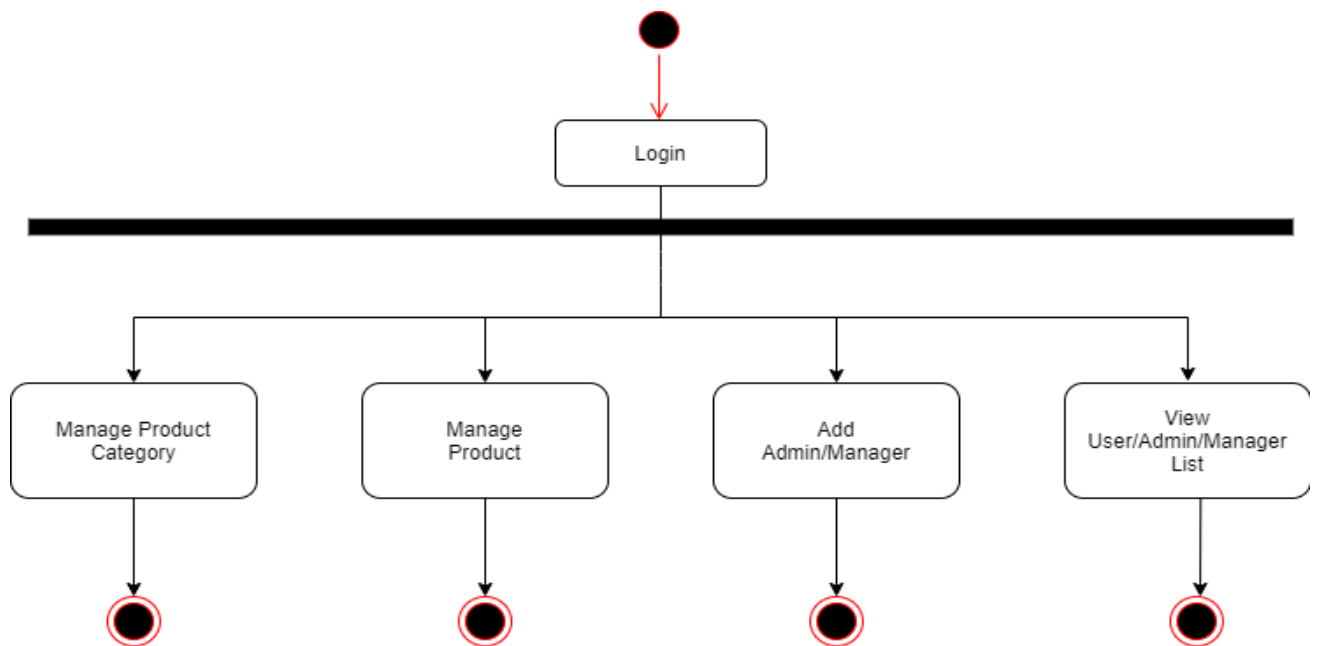 Login
Manage Product
Category
Manage
Product
Add
Admin/Manager
View
User/Admin/Manager
List